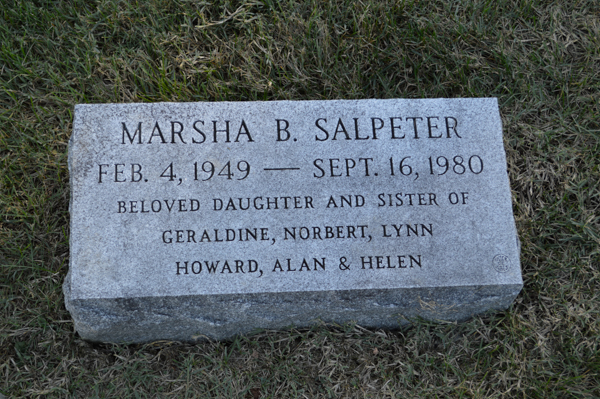 MARSHA B. SALPETER
FEB. 4, 1949 — SEPT. 16, 1980
BELOVED DAUGHTER AND SISTER OF
GERALDINE, NORBERT, LYNN
HOWARD, ALAN & HELEN